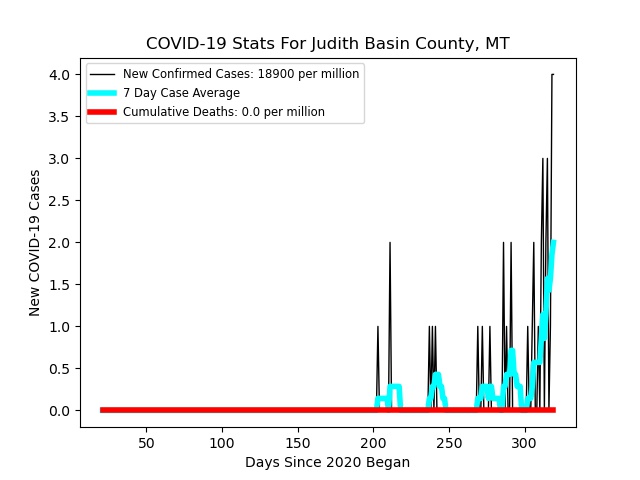 COVID-19 Stats For Judith Basin County, MT
New Confirmed Cases: 18900 per million
7 Day Case Average
Cumulative Deaths: 0.0 per million
New COVID-19 Cases
4.0
3.5
3.0
2.5
2.0
1.5
1.0
0.5
0.0
50 100 150 200 250 300
Days Since 2020 Began